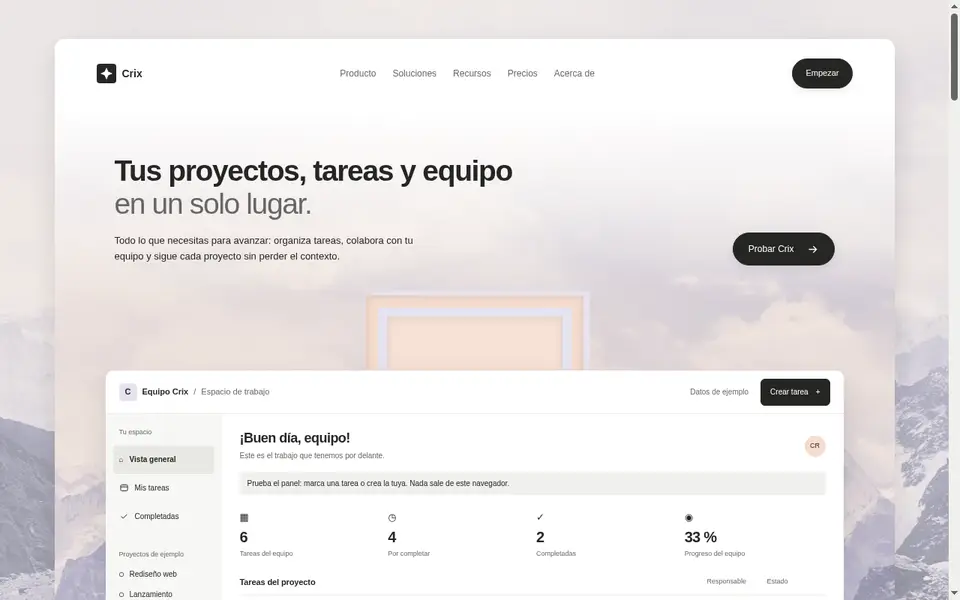 Crix
Producto
Soluciones
Recursos
Precios
Acerca de
Empezar
Tus proyectos, tareas y equipo
en un solo lugar.
Todo lo que necesitas para avanzar: organiza tareas, colabora con tu
equipo y sigue cada proyecto sin perder el contexto.
Probar Crix
C Equipo Crix / Espacio de trabajo
Datos de ejemplo
Crear tarea +
Tu espacio
Vista general
Mis tareas
Completadas
Proyectos de ejemplo
Rediseño web
Lanzamiento
¡Buen día, equipo!
Este es el trabajo que tenemos por delante.
CR
Prueba el panel: marca una tarea o crea la tuya. Nada sale de este navegador.
6
Tareas del equipo
4
Por completar
2
Completadas
33 %
Progreso del equipo
Tareas del proyecto
Responsable
Estado